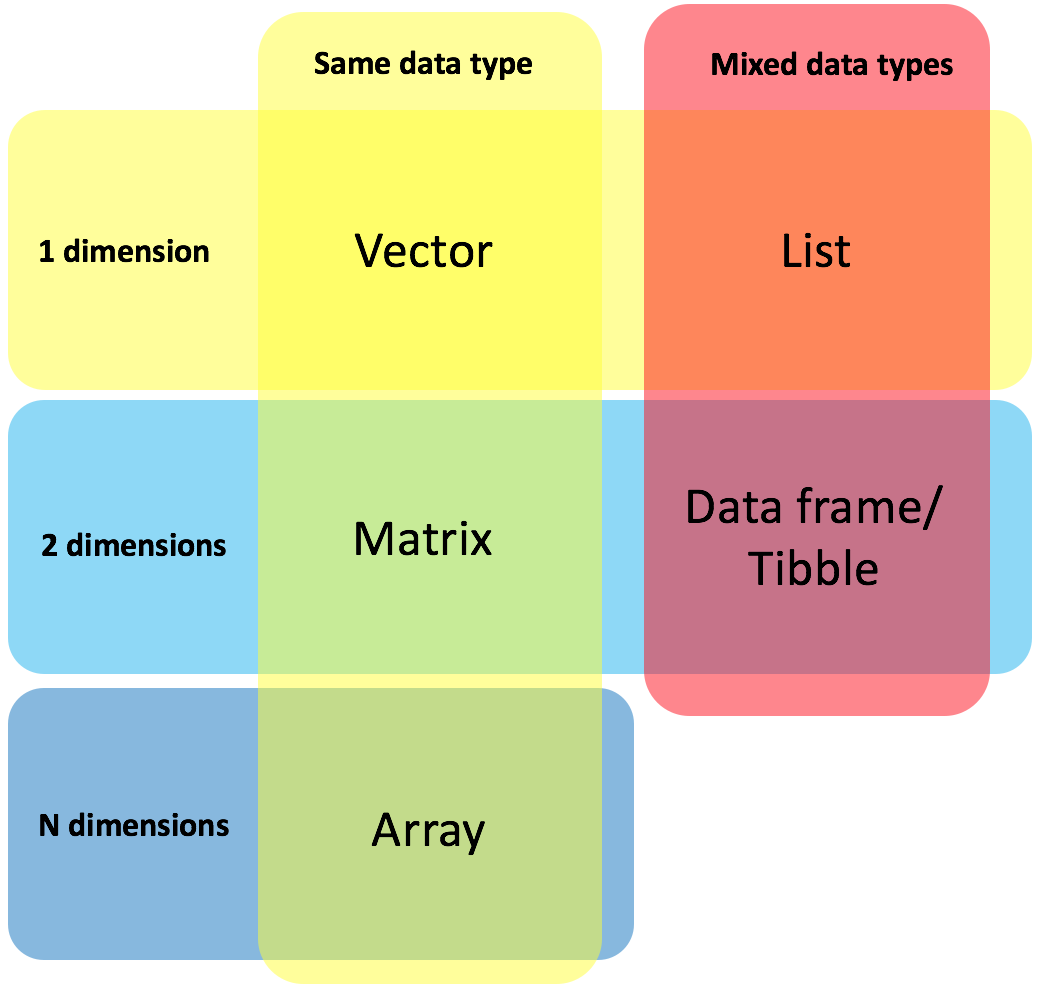 Same data type
Mixed data types
1 dimension
Vector
List
2 dimensions
Matrix
Data frame/
Tibble
N dimensions
Array